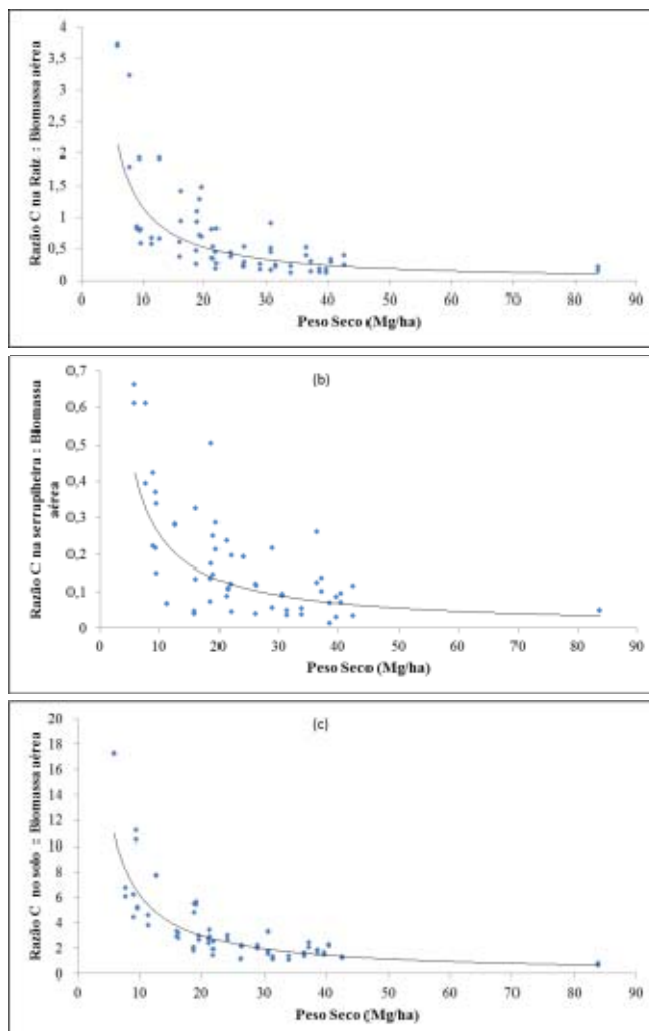 4
3,5
3
2,5
2
1,5
1
0,5
0
0 10 20 30 40 50 60 70 80 90
Razão C na Raiz : Biomassa aérea
Peso Seco (Mg/ha)
(b)
0,7
0,6
0,5
0,4
0,3
0,2
0,1
0
0 10 20 30 40 50 60 70 80 90
Razão C na serrapilheira : Biomassa
aérea
Peso Seco (Mg/ha)
(c)
20
18
16
14
12
10
8
6
4
2
0
0 10 20 30 40 50 60 70 80 90
Razão C no solo : Biomassa aérea
Peso Seco (Mg/ha)